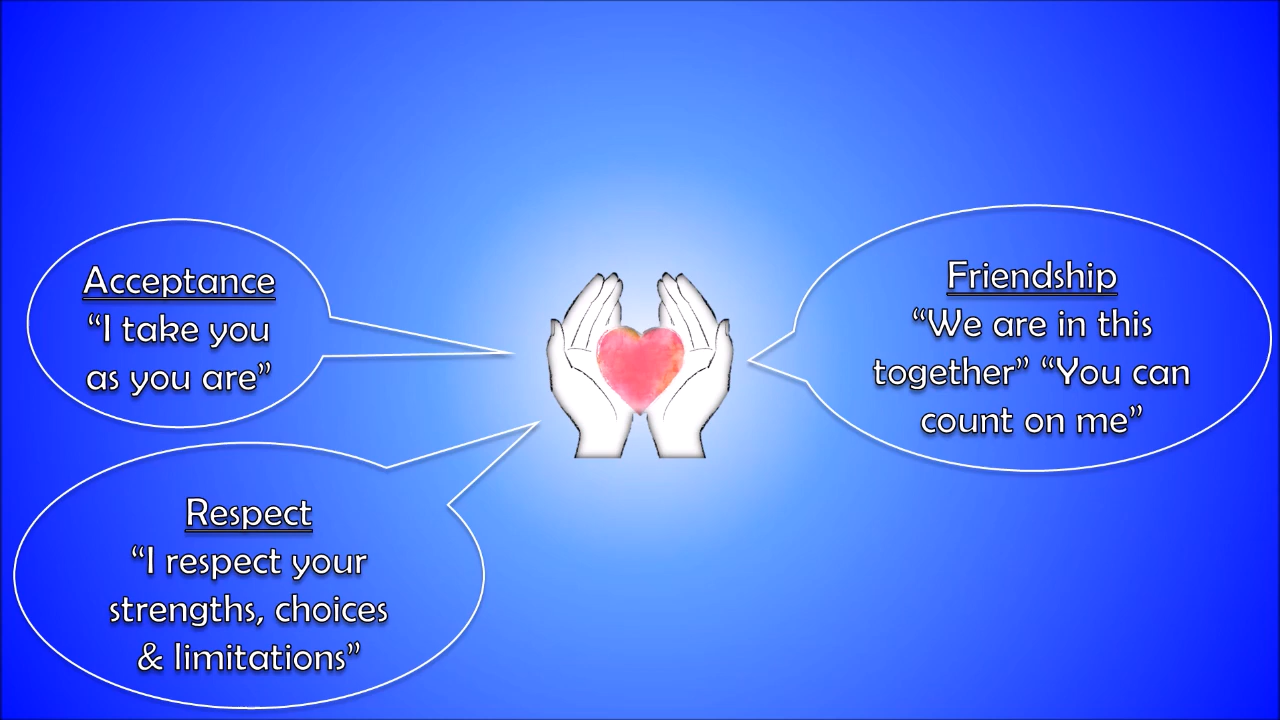 Acceptance
“I take you
as you are”
Respect
“I respect your
strengths, choices
& limitations”
Friendship
“We are in this
together” “You can
count on me”